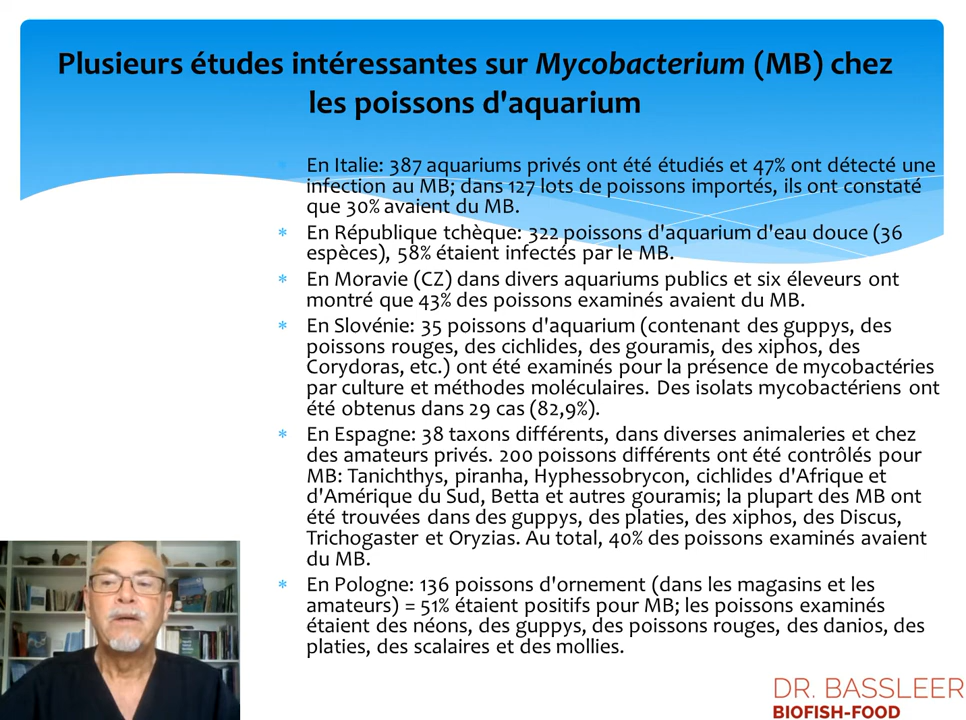 Plusieurs études intéressantes sur Mycobacterium (MB) chez
les poissons d'aquarium
* En Italie: 387 aquariums privés ont été étudiés et 47% ont détecté une
infection au MB; dans 127 lots de poissons importés, ils ont constaté
que 30% avaient du MB.
* En République tchèque: 322 poissons d'aquarium d'eau douce (36
espèces), 58% étaient infectés par le MB.
* En Moravie (CZ) dans divers aquariums publics et six éleveurs ont
montré que 43% des poissons examinés avaient du MB.
* En Slovénie: 35 poissons d'aquarium (contenant des guppys, des
poissons rouges, des cichlides, des gouramis, des xiphos, des
Corydoras, etc.) ont été examinés pour la présence de mycobactéries
par culture et méthodes moléculaires. Des isolats mycobactériens ont
été obtenus dans 29 cas (82,9%).
* En Espagne: 38 taxons différents, dans diverses animaleries et chez
des amateurs privés. 200 poissons différents ont été contrôlés pour
MB: Tanichthys, piranha, Hyphessobrycon, cichlides d'Afrique et
d'Amérique du Sud, Betta et autres gouramis; la plupart des MB ont
été trouvées dans des guppys, des platies, des xiphos, des Discus,
Trichogaster et Oryzias. Au total, 40% des poissons examinés avaient
du MB.
* En Pologne: 136 poissons d'ornement (dans les magasins et les
amateurs) = 51% étaient positifs pour MB; les poissons examinés
étaient des néons, des guppys, des poissons rouges, des danios, des
platies, des scalaires et des mollies.
DR. BASSLEER
BIOFISH-FOOD